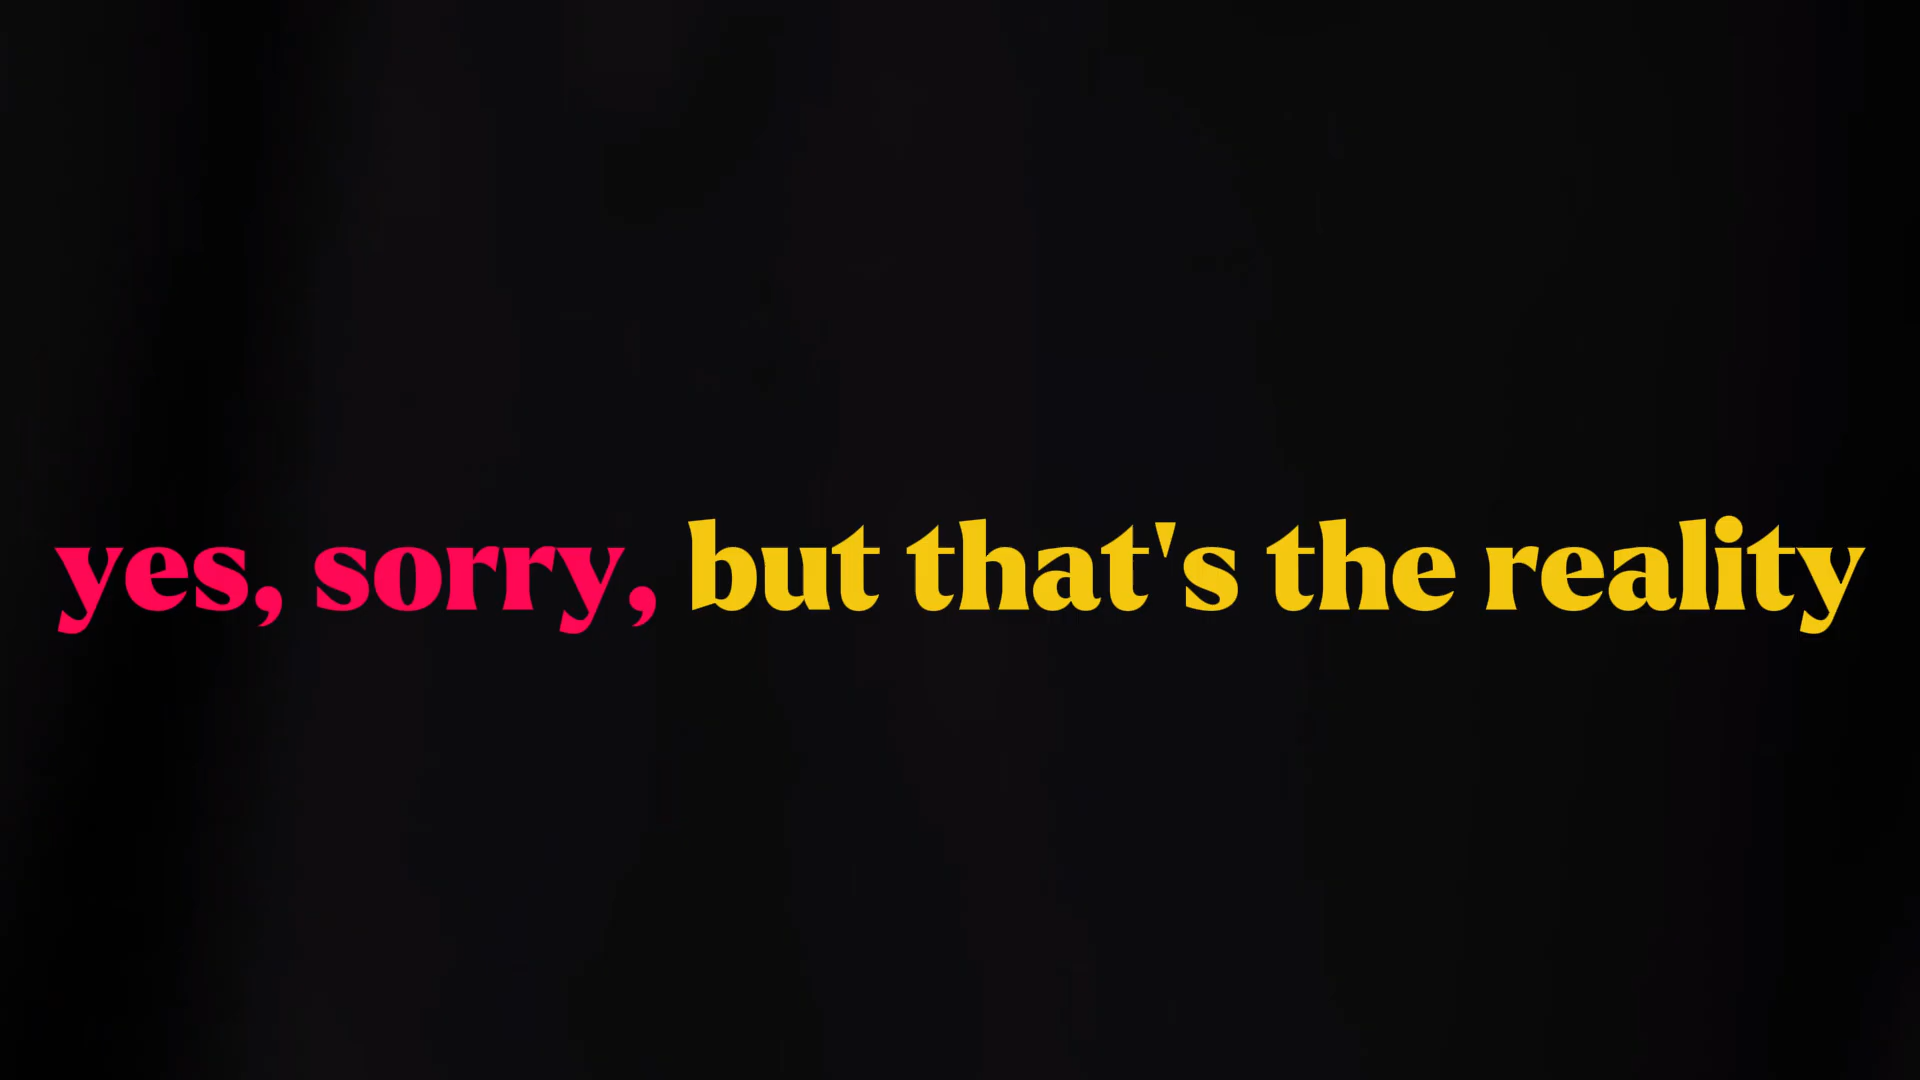 yes, sorry, but that's the reality